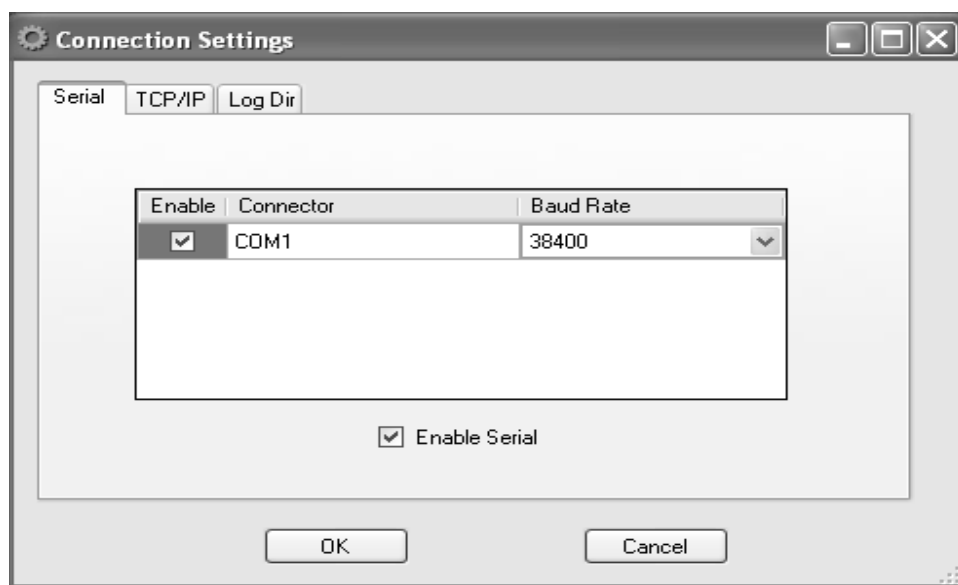 Connection Settings
Serial TCP/IP Log Dir
Enable Connector Baud Rate
COM1 38400
Enable Serial
OK Cancel